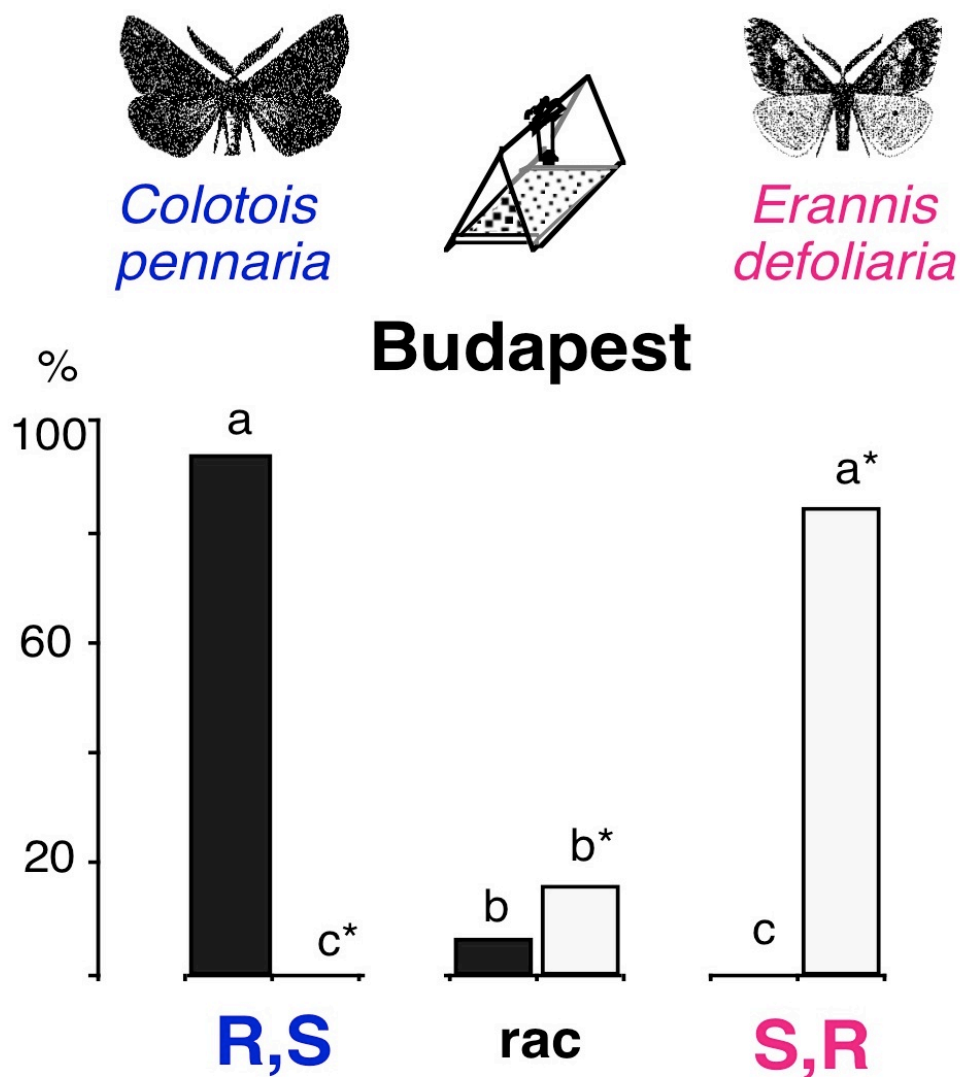 Colotois
pennaria
Erannis
defoliaria
Budapest
%
100
60
20
a
c*
b
b*
c
a*
R,S
rac
S,R